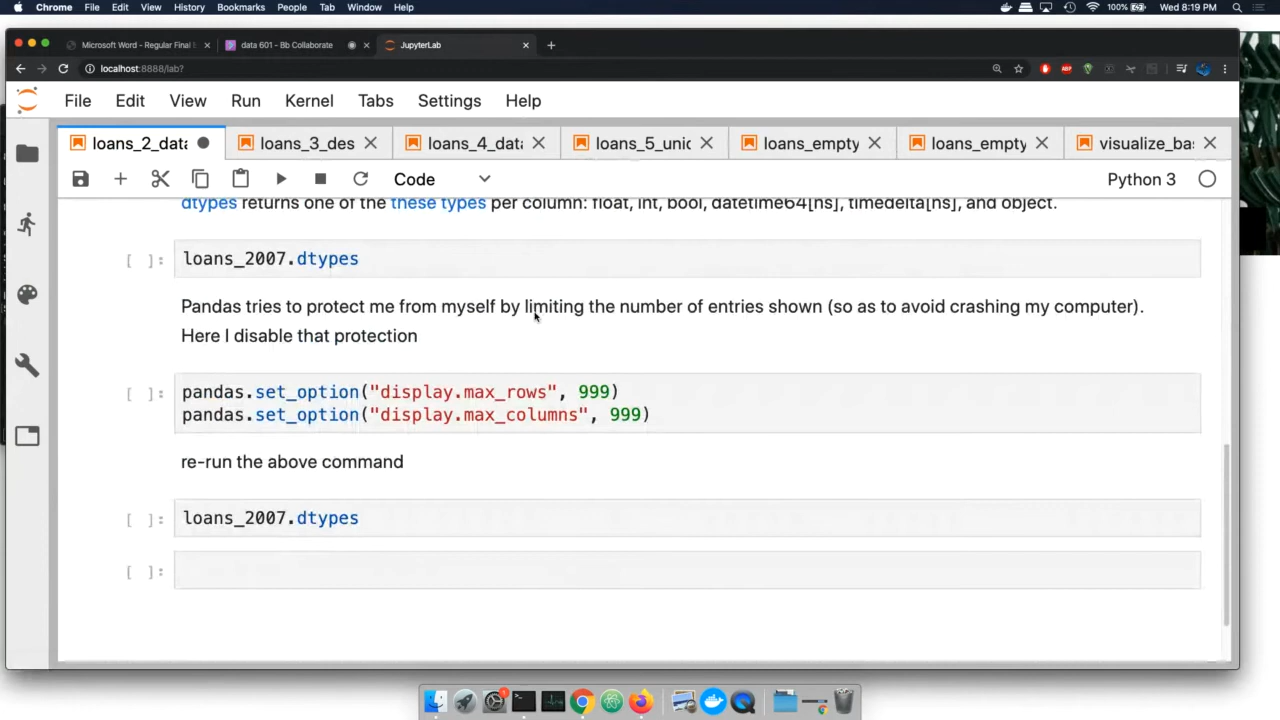 Chrome File Edit View History Bookmarks People Tab Window Help 100% Wed 8:19 PM
Microsoft Word - Regular Final data 601 - Bb Collaborate JupyterLab
localhost:8888/lab?
File Edit View Run Kernel Tabs Settings Help
loans_2_data loans_3_des loans_4_data loans_5_unic loans_empty loans_empty visualize_ba
Code Python 3
dtypes returns one of the these types per column: float, int, bool, datetime64[ns], timedelta[ns], and object.
[ ]: loans_2007.dtypes
Pandas tries to protect me from myself by limiting the number of entries shown (so as to avoid crashing my computer).
Here I disable that protection
[ ]: pandas.set_option("display.max_rows", 999)
pandas.set_option("display.max_columns", 999)
re-run the above command
[ ]: loans_2007.dtypes
[ ]: